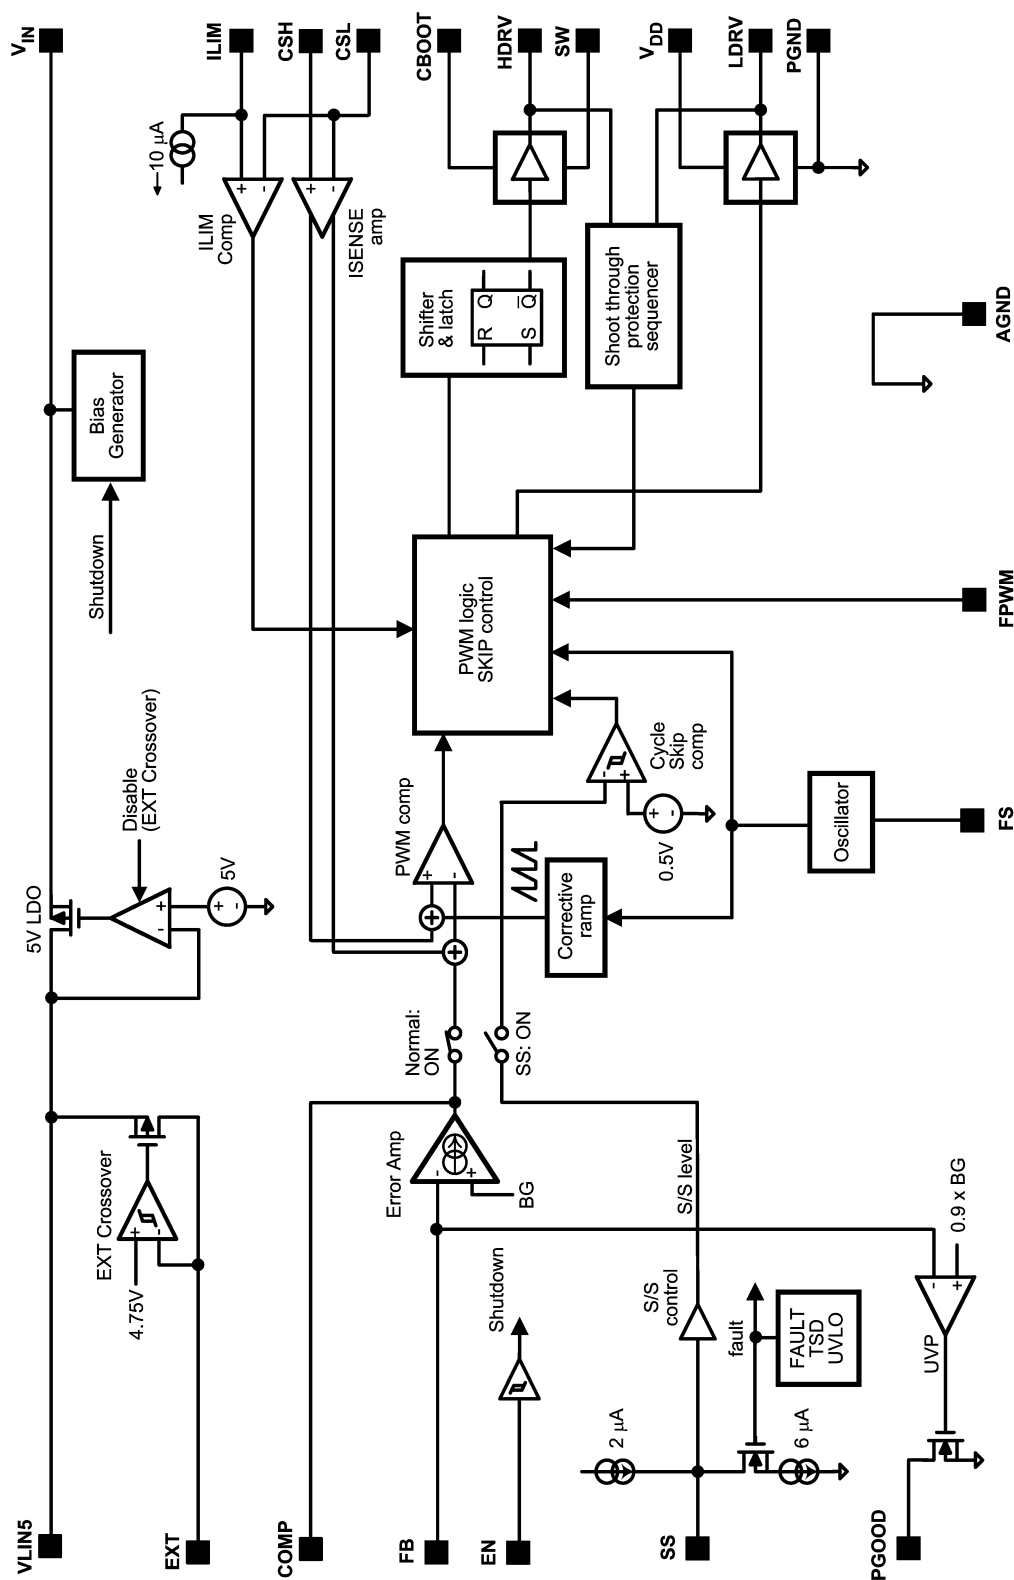 VIN
ILIM
CSH
CSL
CBOOT
HDRV
SW
VDD
LDRV
PGND
10 µA
+
-
+
-
ILIM
Comp
ISENSE
amp
Shifter
& latch
R Q
S Q̅
Shoot through
protection
sequencer
AGND
Bias
Generator
Shutdown
PWM logic
SKIP control
FPWM
Disable
(EXT Crossover)
5V LDO
+
-
5V
+
-
PWM comp
+
-
+
+
Cycle
Skip
comp
-
+
0.5V
+
-
Oscillator
FS
Corrective
ramp
Normal:
ON
SS: ON
EXT Crossover
4.75V
+
-
Error Amp
-
+
BG
S/S level
0.9 x BG
-
+
UVP
Shutdown
S/S
control
fault
FAULT
TSD
UVLO
2 µA
6 µA
VLIN5
EXT
COMP
FB
EN
SS
PGOOD